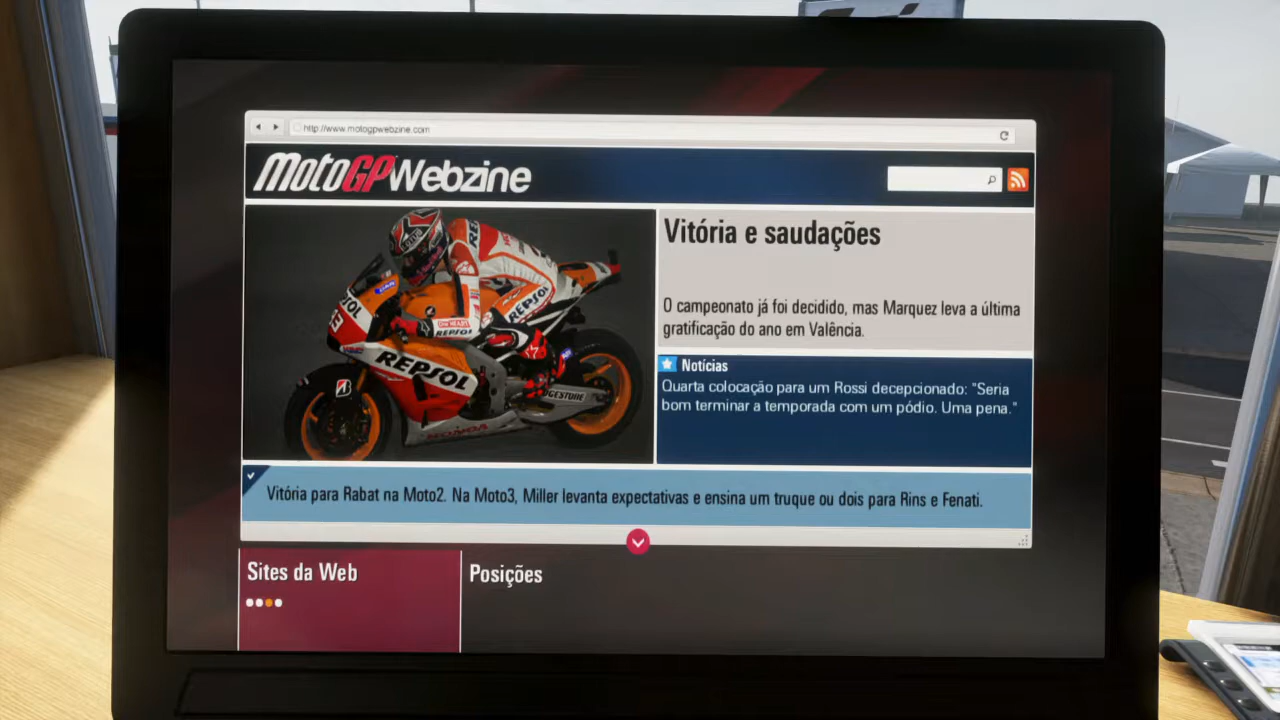 http://www.motogpwebzine.com
MotoGP Webzine
Vitória e saudações
O campeonato já foi decidido, mas Marquez leva a última
gratificação do ano em Valência.
Notícias
Quarta colocação para um Rossi decepcionado: "Seria
bom terminar a temporada com um pódio. Uma pena."
REPSOL
REPSOL
REPSOL
HONDA
Vitória para Rabat na Moto2. Na Moto3, Miller levanta expectativas e ensina um truque ou dois para Rins e Fenati.
Sites da Web
Posições